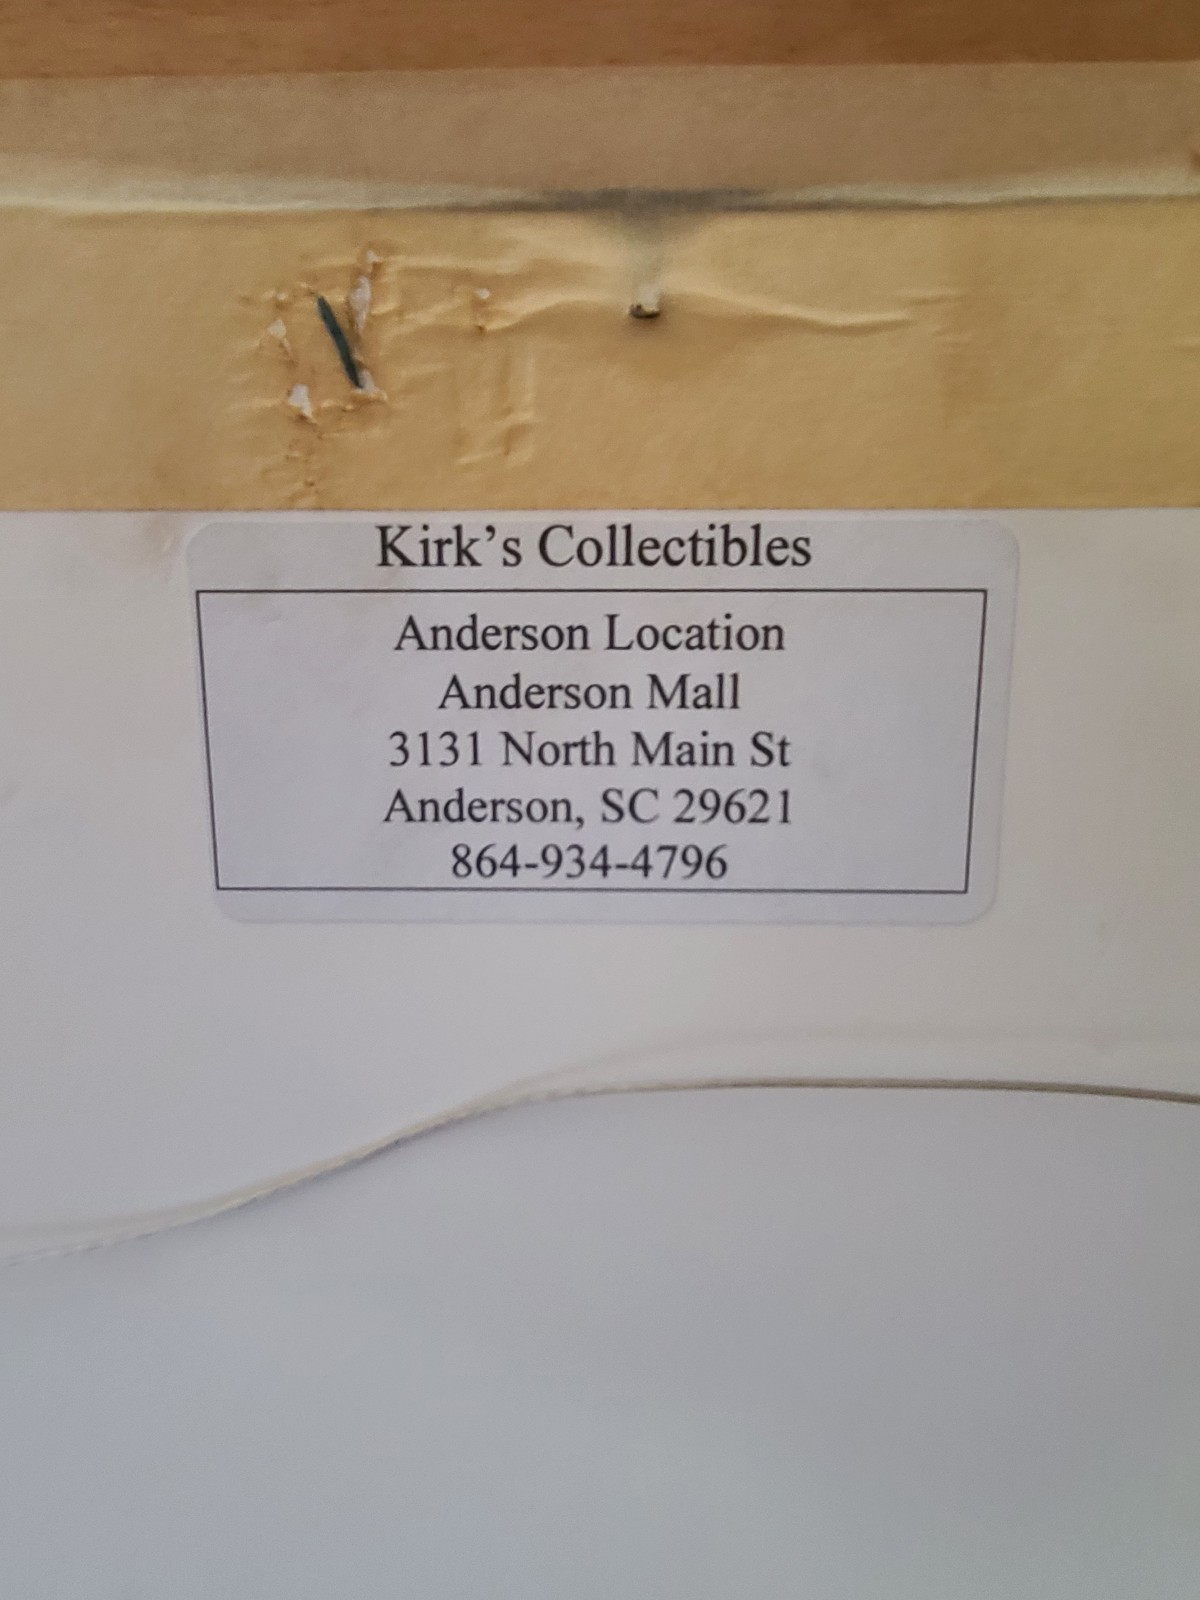 Kirk’s Collectibles
Anderson Location
Anderson Mall
3131 North Main St
Anderson, SC 29621
864-934-4796